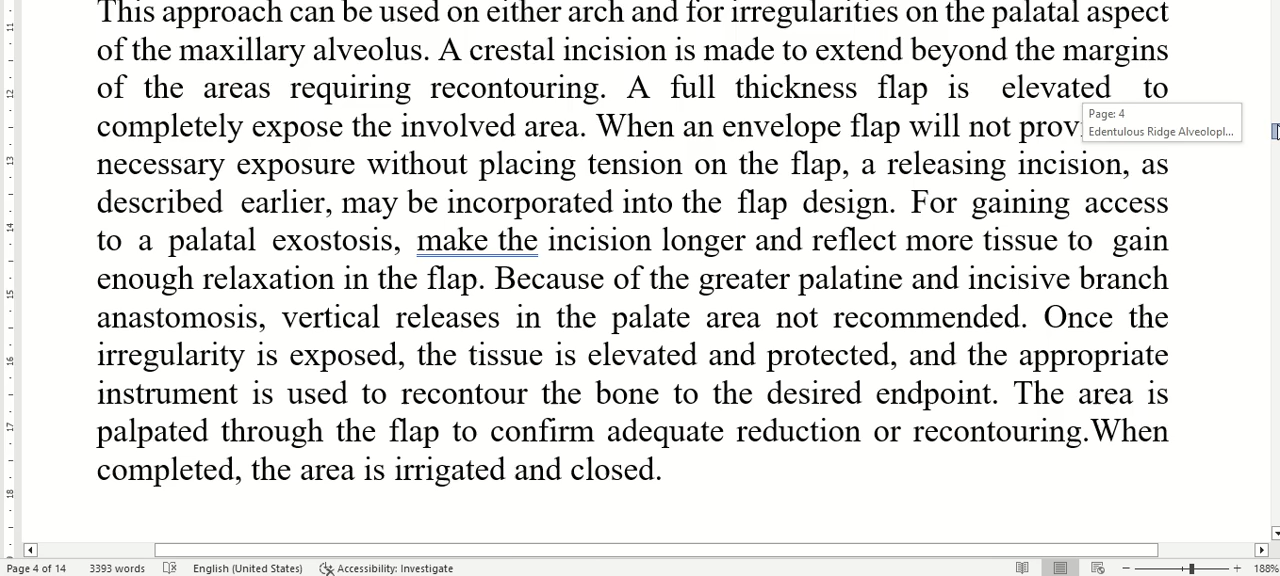 This approach can be used on either arch and for irregularities on the palatal aspect
of the maxillary alveolus. A crestal incision is made to extend beyond the margins
of the areas requiring recontouring. A full thickness flap is elevated to
completely expose the involved area. When an envelope flap will not prov
necessary exposure without placing tension on the flap, a releasing incision, as
described earlier, may be incorporated into the flap design. For gaining access
to a palatal exostosis, make the incision longer and reflect more tissue to gain
enough relaxation in the flap. Because of the greater palatine and incisive branch
anastomosis, vertical releases in the palate area not recommended. Once the
irregularity is exposed, the tissue is elevated and protected, and the appropriate
instrument is used to recontour the bone to the desired endpoint. The area is
palpated through the flap to confirm adequate reduction or recontouring.When
completed, the area is irrigated and closed.
Page: 4
Edentulous Ridge Alveolopl...
11
12
13
14
15
16
17
18
Page 4 of 14 3393 words English (United States) Accessibility: Investigate 188%